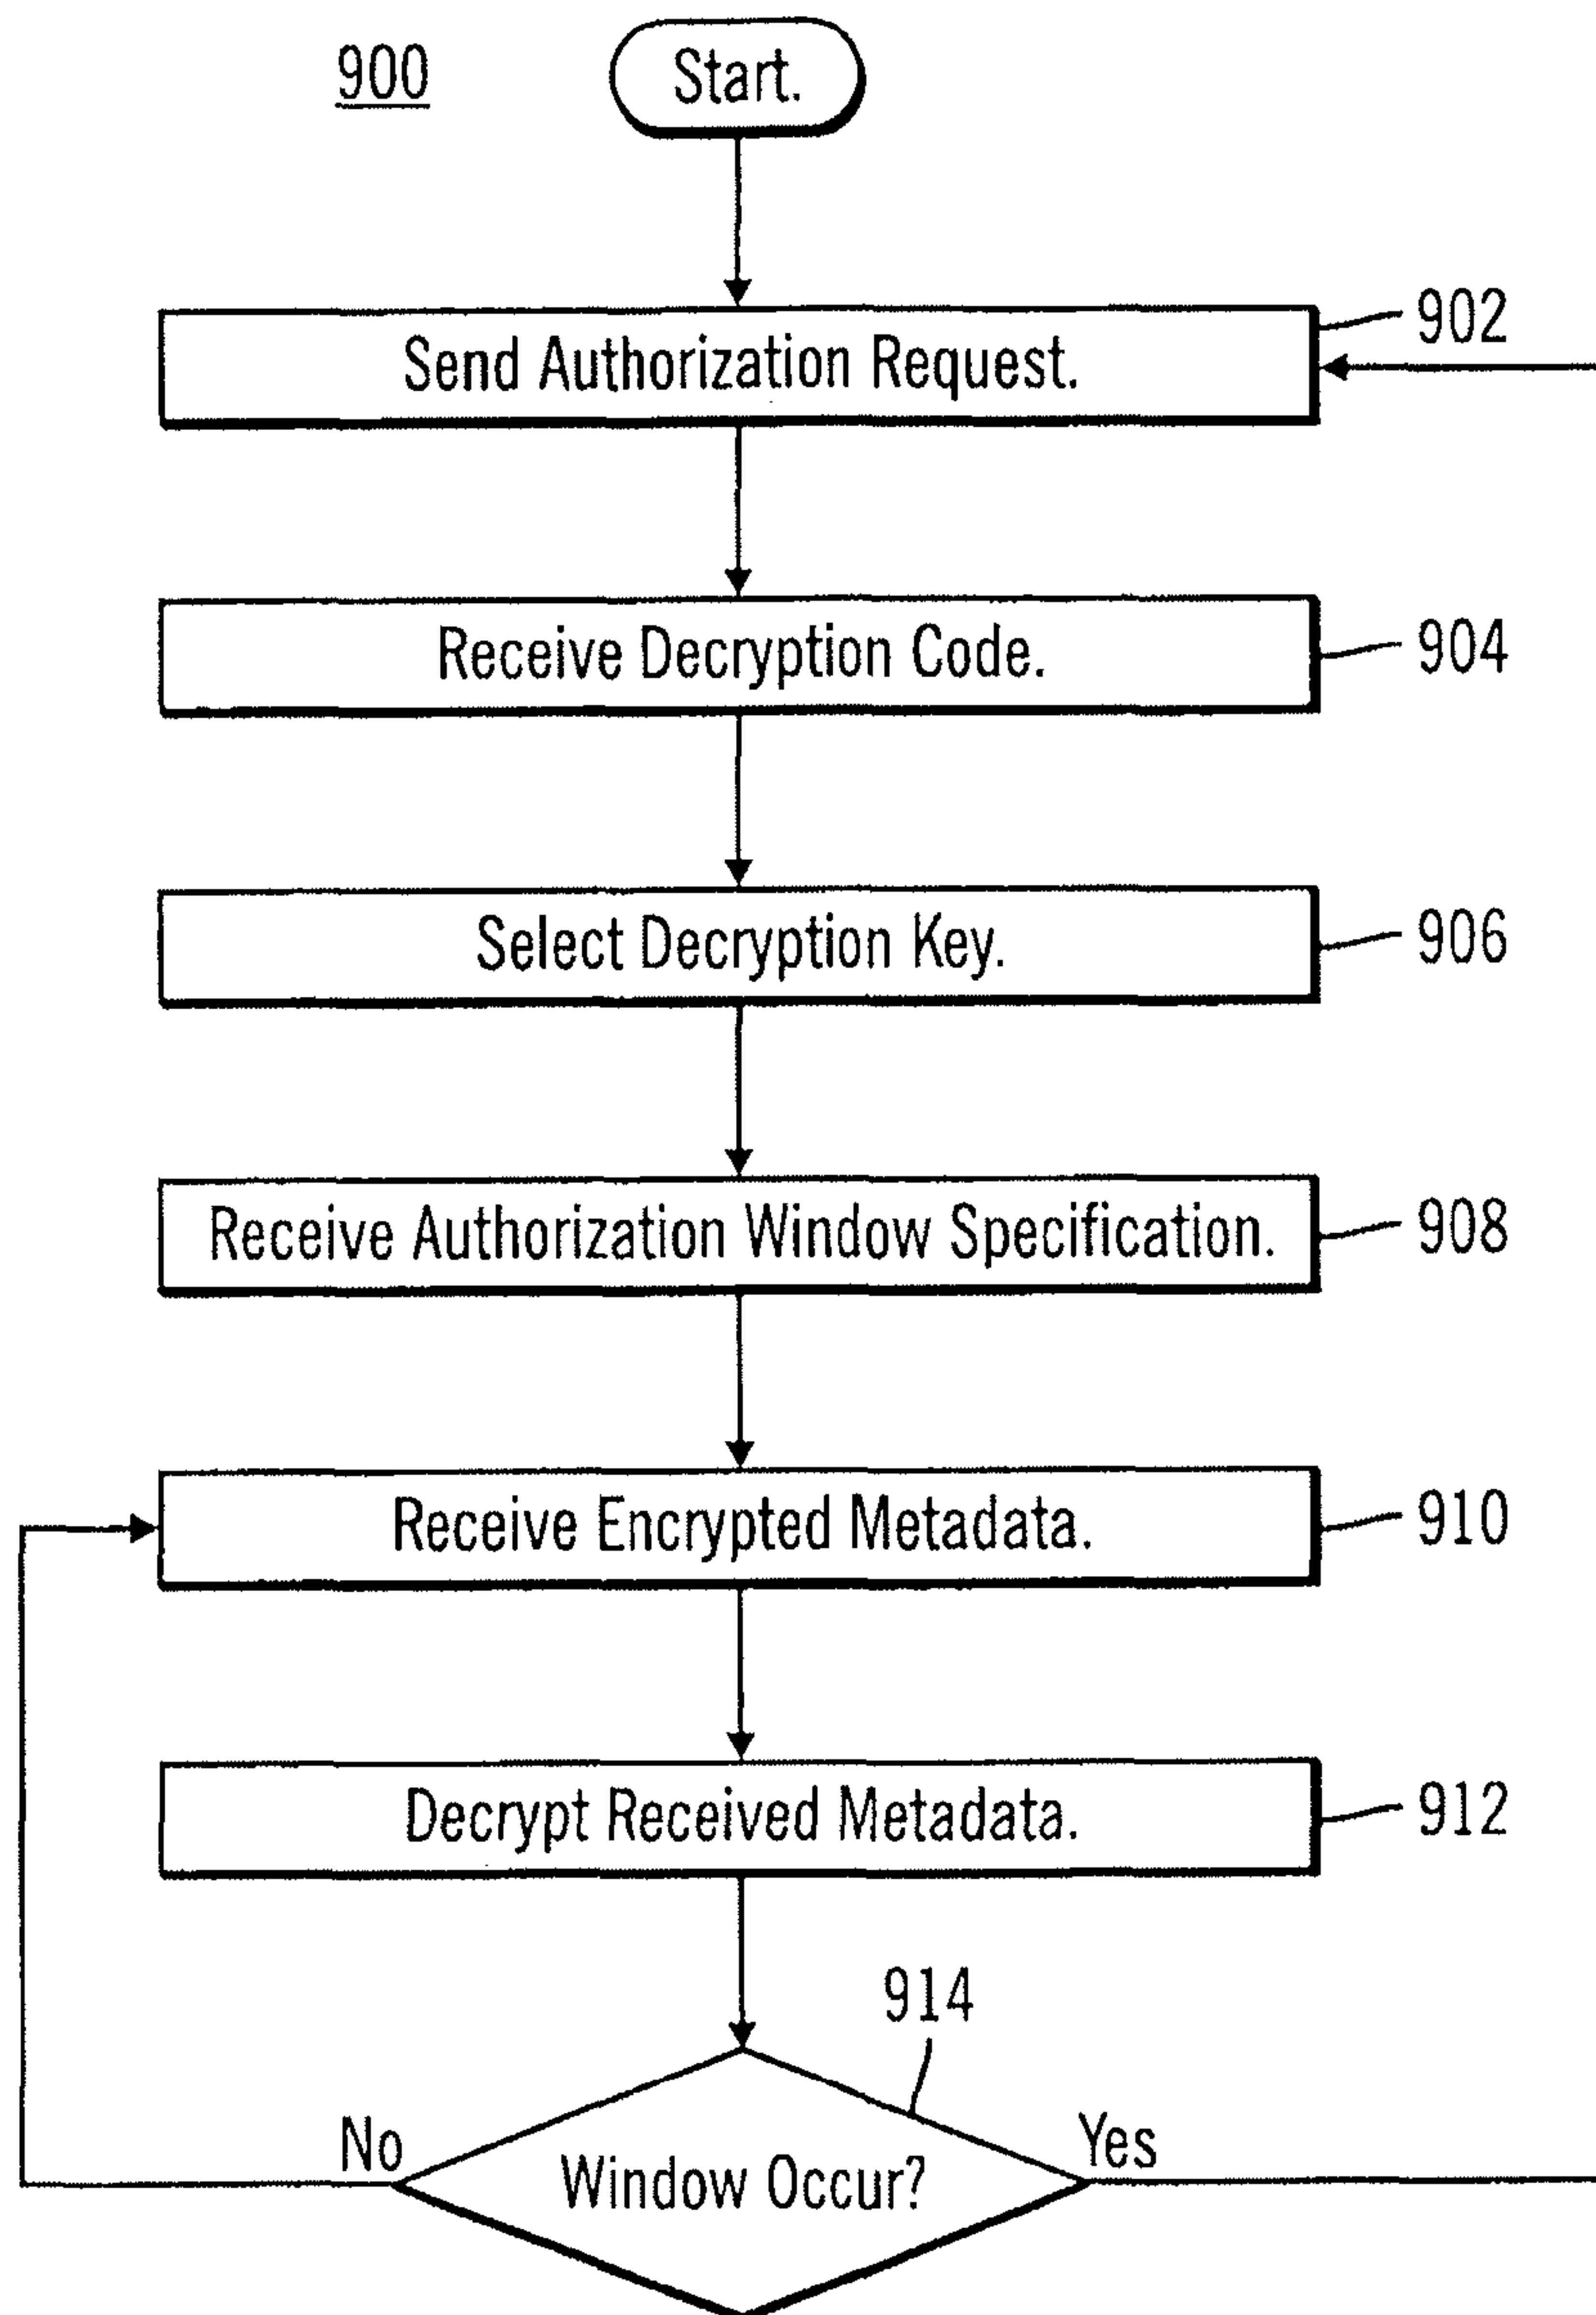 900
Start.
Send Authorization Request.
902
Receive Decryption Code.
904
Select Decryption Key.
906
Receive Authorization Window Specification.
908
Receive Encrypted Metadata.
910
Decrypt Received Metadata.
912
914
No
Yes
Window Occur?